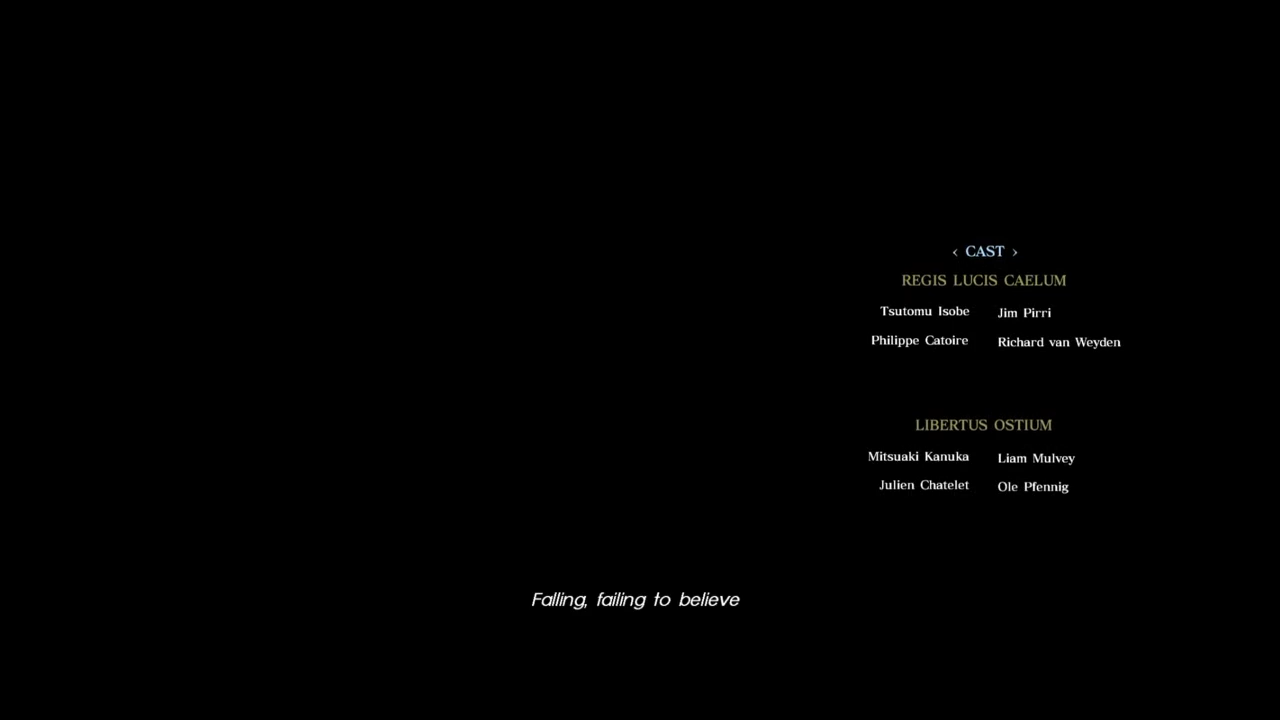 ‹ CAST ›
REGIS LUCIS CAELUM
Tsutomu Isobe Jim Pirri
Philippe Catoire Richard van Weyden
LIBERTUS OSTIUM
Mitsuaki Kanuka Liam Mulvey
Julien Chatelet Ole Pfennig
Falling, failing to believe